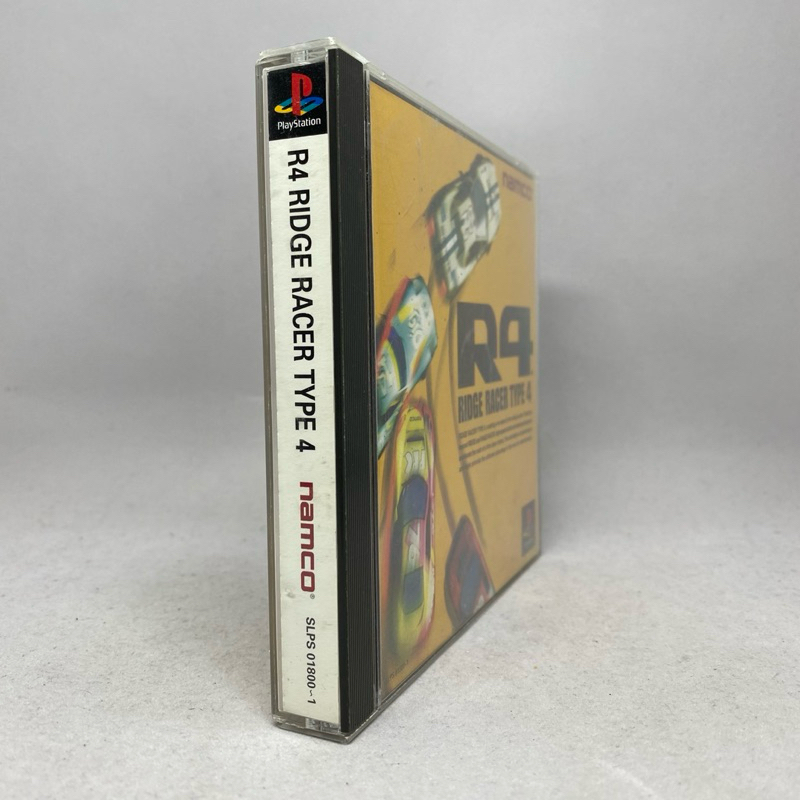 PlayStation
R4 RIDGE RACER TYPE 4
namco®
SLPS 01800~1
namco
R4
RIDGE RACER TYPE 4